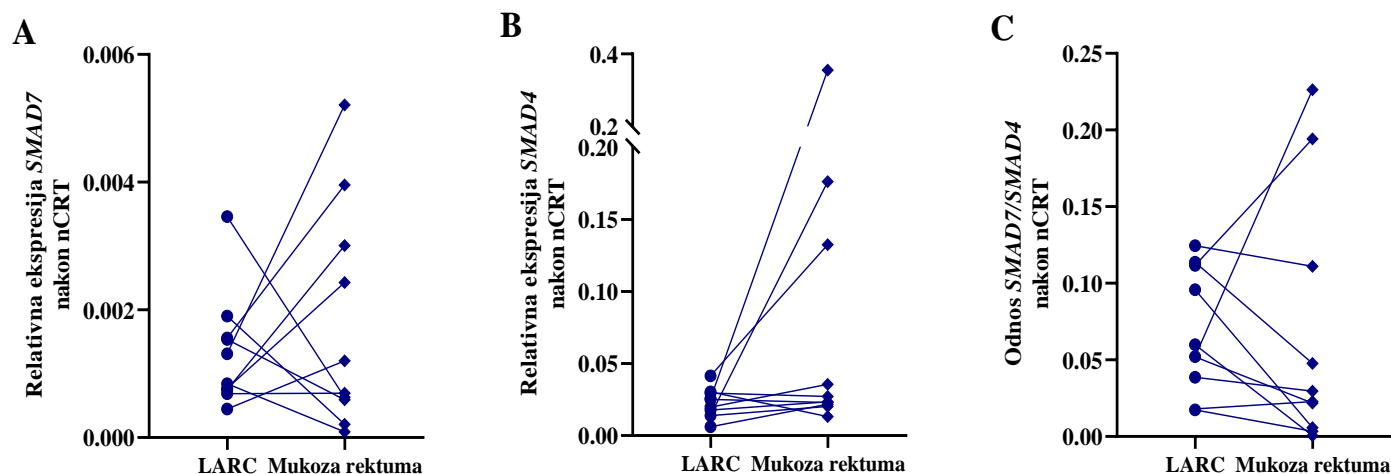 A
Relativna ekspresija SMAD7
nakon nCRT
0.006
0.004
0.002
0.000
LARC
Mukoza rektuma
B
Relativna ekspresija SMAD4
nakon nCRT
0.4
0.2
0.20
0.15
0.10
0.05
0.00
LARC
Mukoza rektuma
C
Odnos SMAD7/SMAD4
nakon nCRT
0.25
0.20
0.15
0.10
0.05
0.00
LARC
Mukoza rektuma